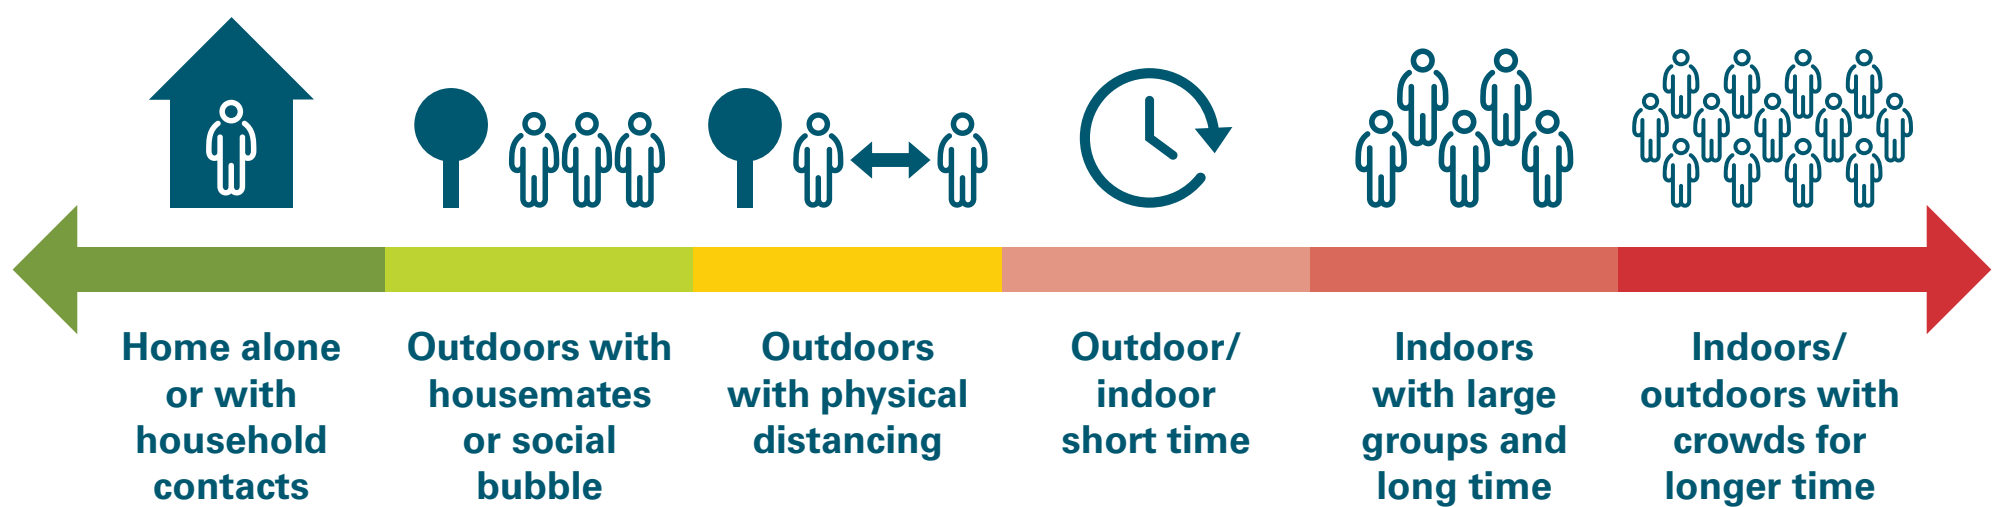 Home alone
or with
household
contacts
Outdoors with
housemates
or social
bubble
Outdoors
with physical
distancing
Outdoor/
indoor
short time
Indoors
with large
groups and
long time
Indoors/
outdoors with
crowds for
longer time